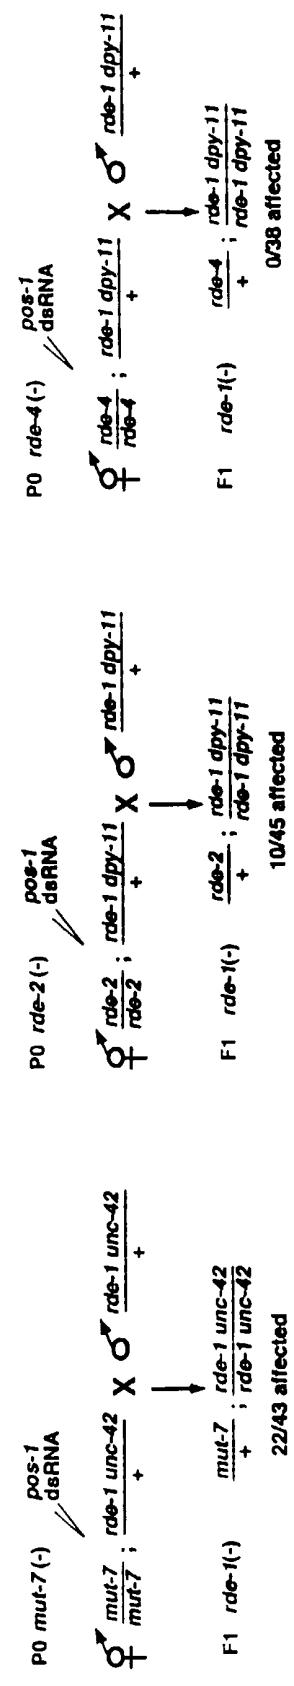 P0 mut-7(-)
pos-1
dsRNA
mut-7 ; rde-1 unc-42
mut-7 +
X
rde-1 unc-42
+
F1 rde-1(-)
mut-7 ; rde-1 unc-42
+ rde-1 unc-42
22/43 affected
P0 rde-2(-)
pos-1
dsRNA
rde-2 ; rde-1 dpy-11
rde-2 +
X
rde-1 dpy-11
+
F1 rde-1(-)
rde-2 ; rde-1 dpy-11
+ rde-1 dpy-11
10/45 affected
P0 rde-4(-)
pos-1
dsRNA
rde-4 ; rde-1 dpy-11
rde-4 +
X
rde-1 dpy-11
+
F1 rde-1(-)
rde-4 ; rde-1 dpy-11
+ rde-1 dpy-11
0/38 affected